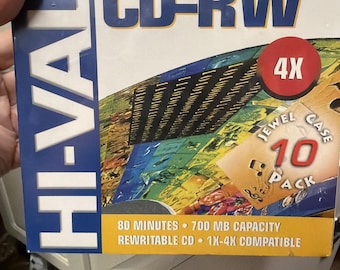 CD-RW
HI-VAL
4X
JEWEL CASE
10
PACK
80 MINUTES • 700 MB CAPACITY
REWRITABLE CD • 1X-4X COMPATIBLE